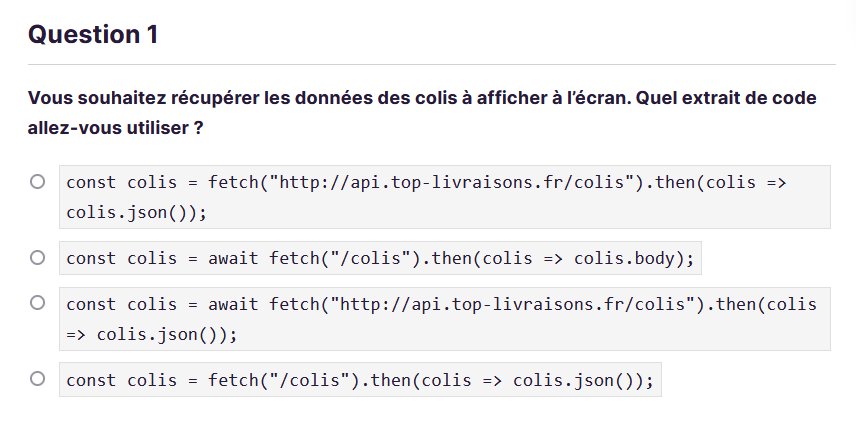 Question 1
Vous souhaitez récupérer les données des colis à afficher à l’écran. Quel extrait de code
allez-vous utiliser ?
const colis = fetch("http://api.top-livraisons.fr/colis").then(colis =>
colis.json());
const colis = await fetch("/colis").then(colis => colis.body);
const colis = await fetch("http://api.top-livraisons.fr/colis").then(colis
=> colis.json());
const colis = fetch("/colis").then(colis => colis.json());